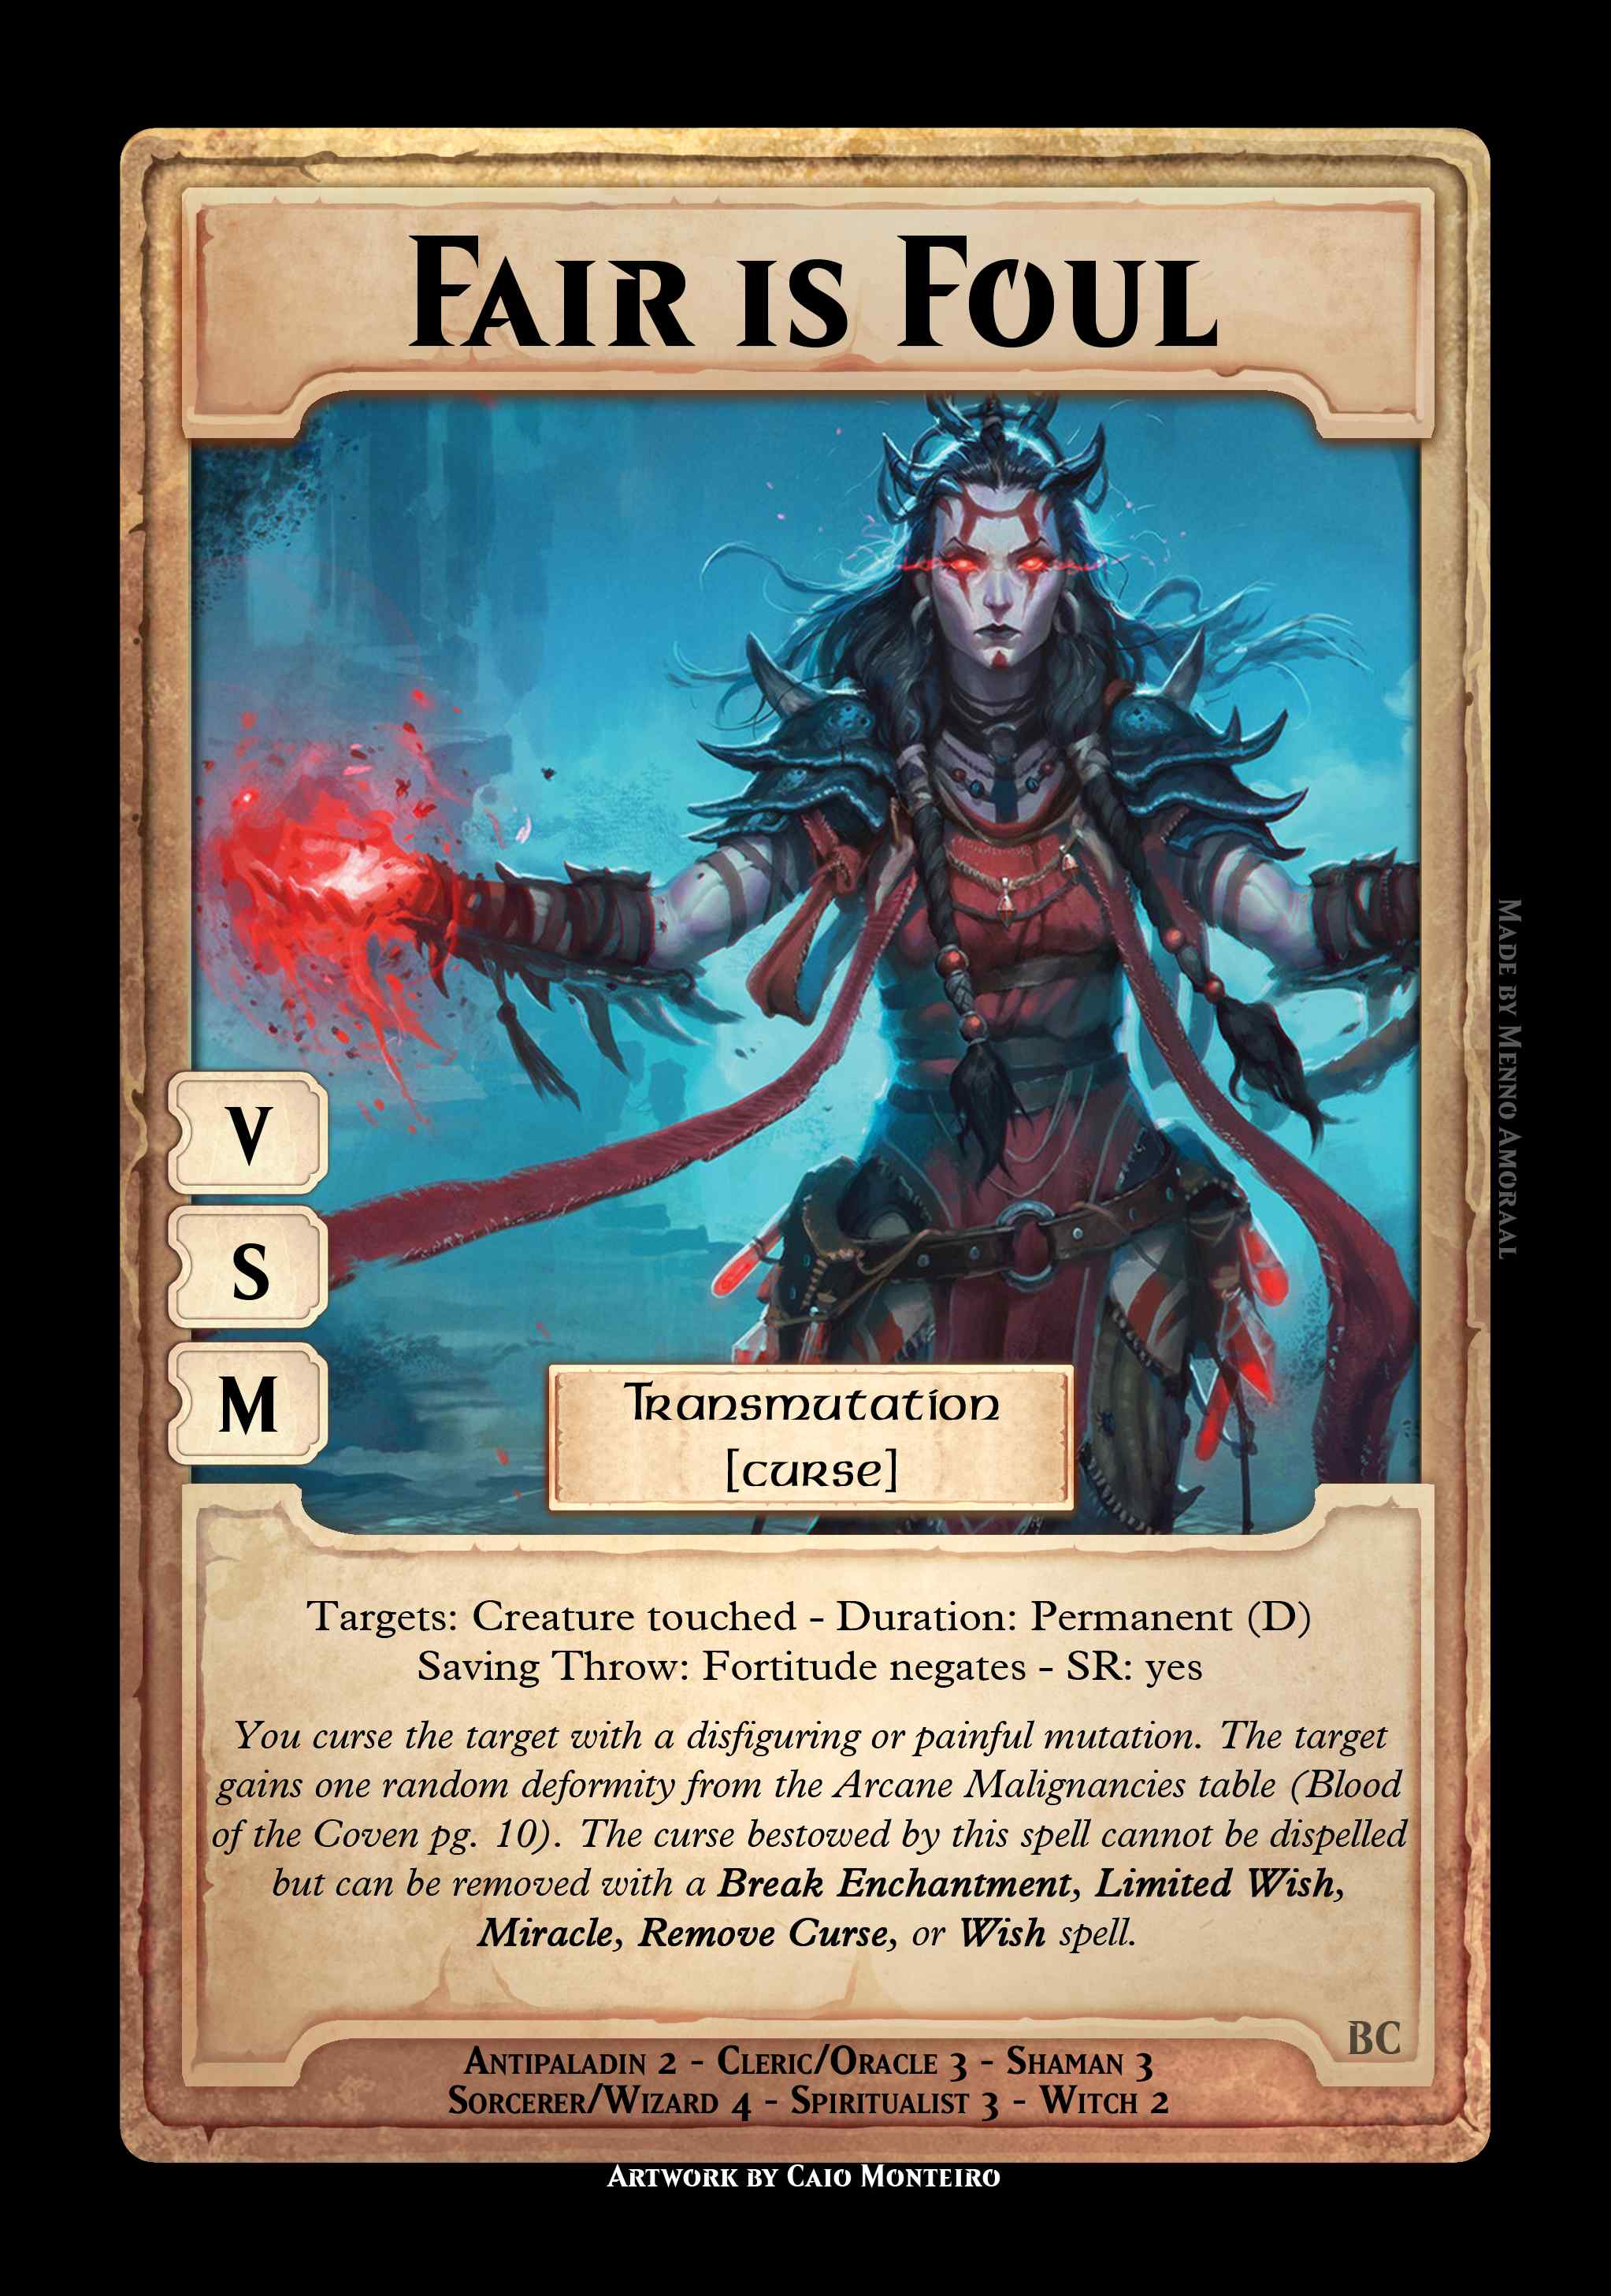 Fair is Foul
V
S
M
Transmutation
[curse]
Targets: Creature touched - Duration: Permanent (D)
Saving Throw: Fortitude negates - SR: yes
You curse the target with a disfiguring or painful mutation. The target
gains one random deformity from the Arcane Malignancies table (Blood
of the Coven pg. 10). The curse bestowed by this spell cannot be dispelled
but can be removed with a Break Enchantment, Limited Wish,
Miracle, Remove Curse, or Wish spell.
BC
Antipaladin 2 - Cleric/Oracle 3 - Shaman 3
Sorcerer/Wizard 4 - Spiritualist 3 - Witch 2
Artwork by Caio Monteiro
Made by Menno Amoraal